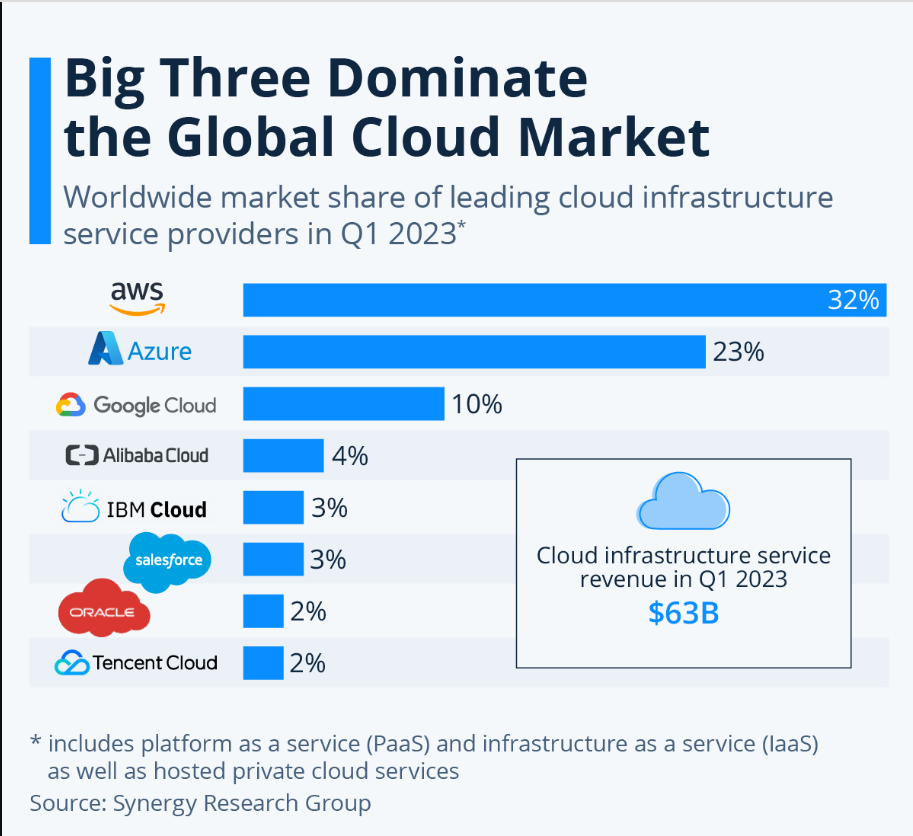 Big Three Dominate
the Global Cloud Market
Worldwide market share of leading cloud infrastructure
service providers in Q1 2023*
aws
32%
Azure
23%
Google Cloud
10%
Alibaba Cloud
4%
IBM Cloud
3%
salesforce
3%
ORACLE
2%
Tencent Cloud
2%
Cloud infrastructure service
revenue in Q1 2023
$63B
* includes platform as a service (PaaS) and infrastructure as a service (IaaS)
as well as hosted private cloud services
Source: Synergy Research Group